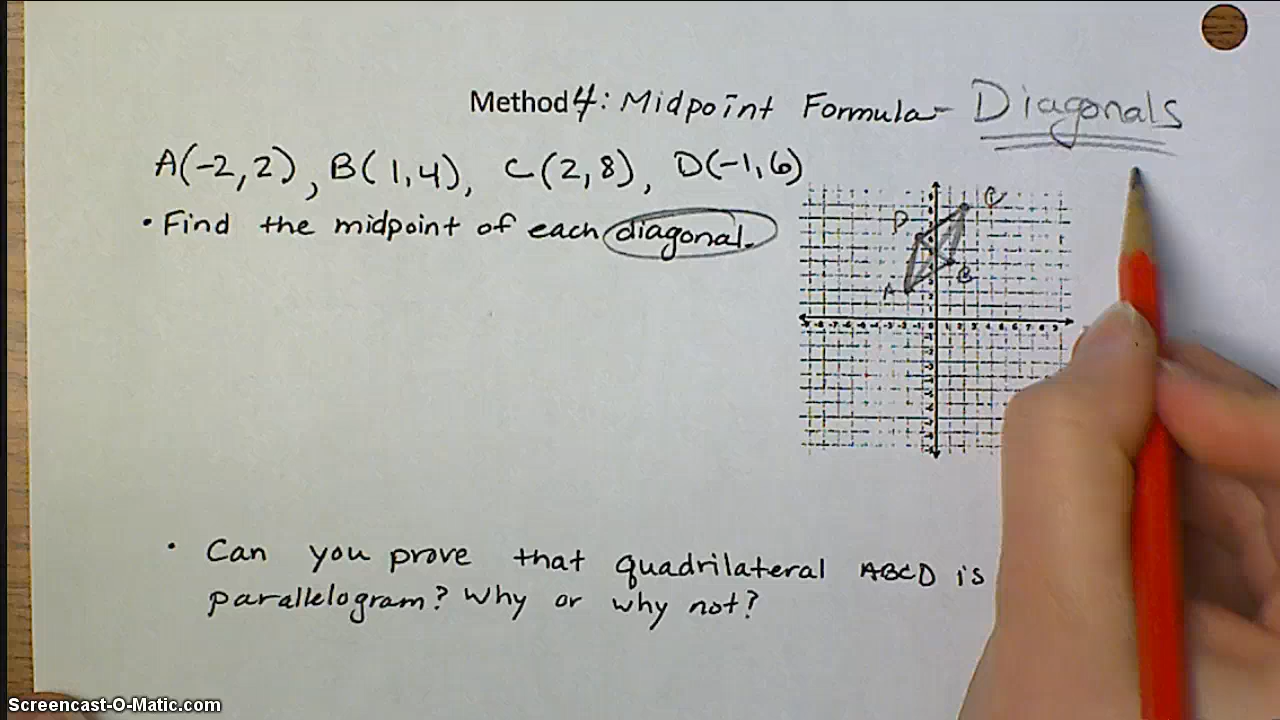 Method 4: Midpoint Formula- Diagonals
A(-2, 2), B(1, 4), C(2, 8), D(-1, 6)
• Find the midpoint of each diagonal.
D C
A B
• Can you prove that quadrilateral ABCD is
parallelogram? Why or why not?
Screencast-O-Matic.com